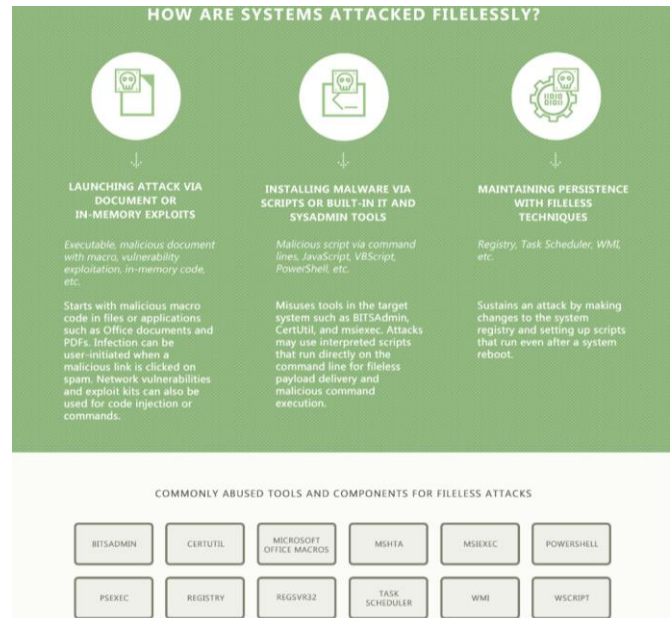 HOW ARE SYSTEMS ATTACKED FILELESSLY?
LAUNCHING ATTACK VIA
DOCUMENT OR
IN-MEMORY EXPLOITS
Executable, malicious document
with macro, vulnerability
exploitation, in-memory code,
etc.
Starts with malicious macro
code in files or applications
such as Office documents and
PDFs. Infection can be
user-initiated when a
malicious link is clicked on
spam. Network vulnerabilities
and exploit kits can also be
used for code injection or
commands.
INSTALLING MALWARE VIA
SCRIPTS OR BUILT-IN IT AND
SYSADMIN TOOLS
Malicious script via command
lines, JavaScript, VBScript,
PowerShell, etc.
Misuses tools in the target
system such as BITSAdmin,
CertUtil, and msiexec. Attacks
may use interpreted scripts
that run directly on the
command line for fileless
payload delivery and
malicious command
execution.
MAINTAINING PERSISTENCE
WITH FILELESS
TECHNIQUES
Registry, Task Scheduler, WMI,
etc.
Sustains an attack by making
changes to the system
registry and setting up scripts
that run even after a system
reboot.
COMMONLY ABUSED TOOLS AND COMPONENTS FOR FILELESS ATTACKS
BITSADMIN
CERTUTIL
MICROSOFT
OFFICE MACROS
MSHTA
MSIEXEC
POWERSHELL
PSEXEC
REGISTRY
REGSVR32
TASK
SCHEDULER
WMI
WSCRIPT